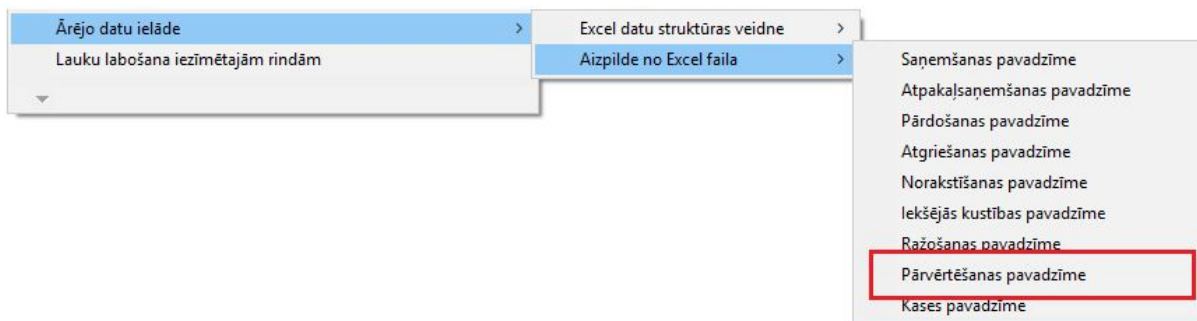 Ārējo datu ielāde
Lauku labošana iezīmētajām rindām
Excel datu struktūras veidne
Aizpilde no Excel faila
Saņemšanas pavadzīme
Atpakaļsaņemšanas pavadzīme
Pārdošanas pavadzīme
Atgriešanas pavadzīme
Norakstīšanas pavadzīme
Iekšējās kustības pavadzīme
Ražošanas pavadzīme
Pārvērtēšanas pavadzīme
Kases pavadzīme